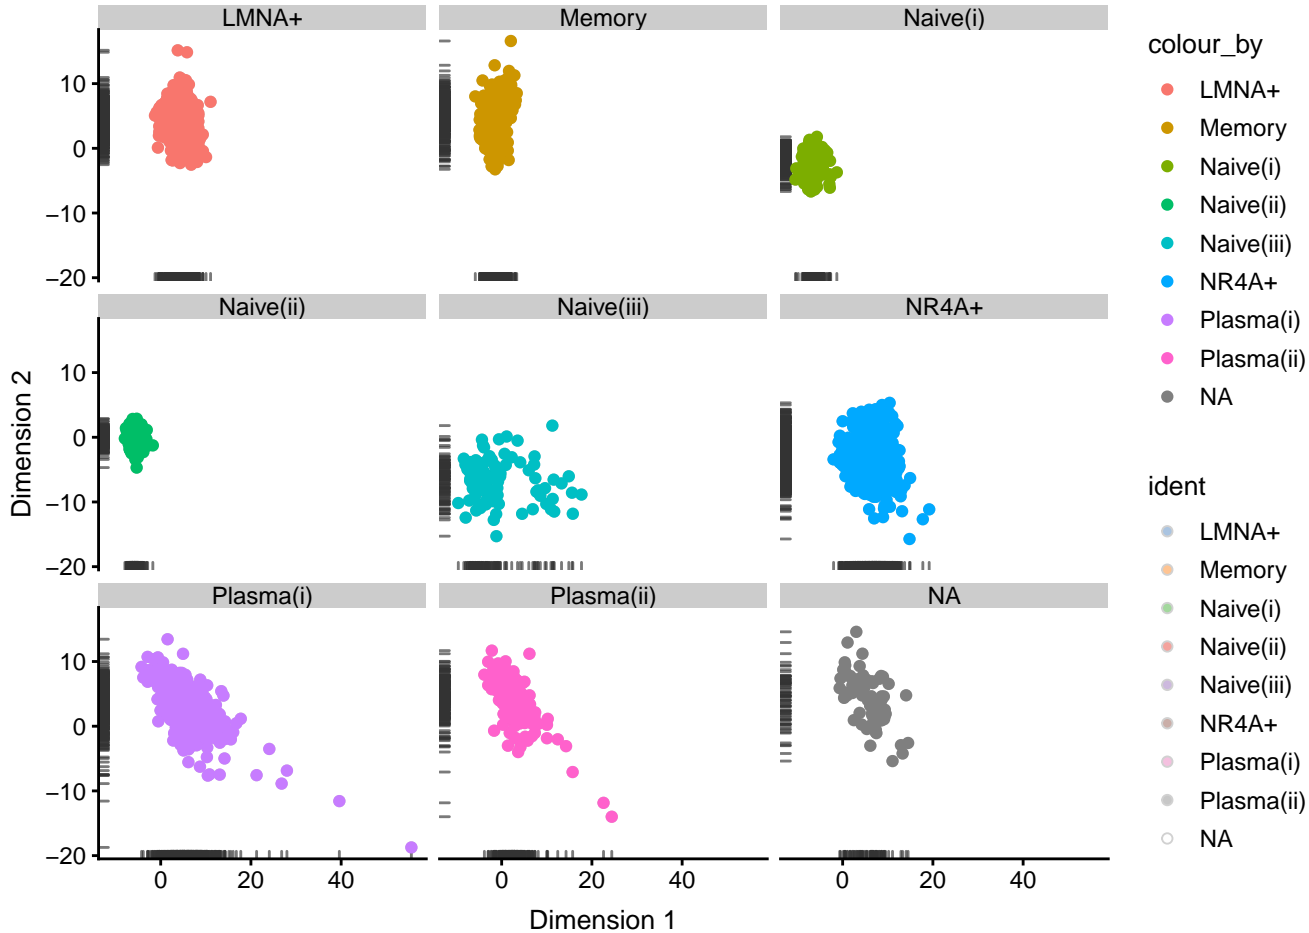 LMNA+ Memory Naive(i)
10
0
−10
−20
Naive(ii) Naive(iii) NR4A+
10
0
−10
−20
Plasma(i) Plasma(ii) NA
10
0
−10
−20
0 20 40 0 20 40 0 20 40
Dimension 1
Dimension 2
colour_by
LMNA+
Memory
Naive(i)
Naive(ii)
Naive(iii)
NR4A+
Plasma(i)
Plasma(ii)
NA
ident
LMNA+
Memory
Naive(i)
Naive(ii)
Naive(iii)
NR4A+
Plasma(i)
Plasma(ii)
NA